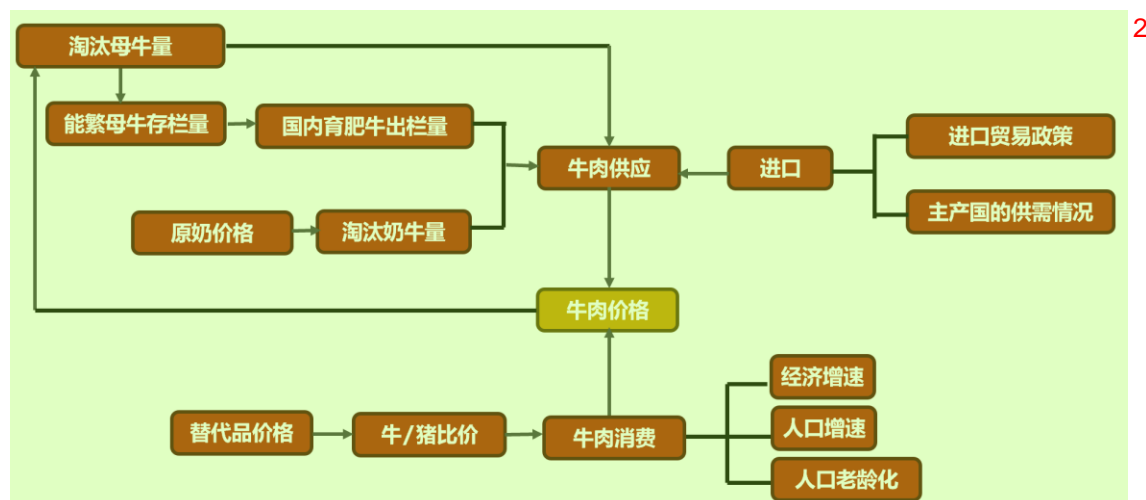 2
淘汰母牛量
能繁母牛存栏量
国内育肥牛出栏量
进口贸易政策
牛肉供应
进口
主产国的供需情况
原奶价格
淘汰奶牛量
牛肉价格
经济增速
替代品价格
牛/猪比价
牛肉消费
人口增速
人口老龄化